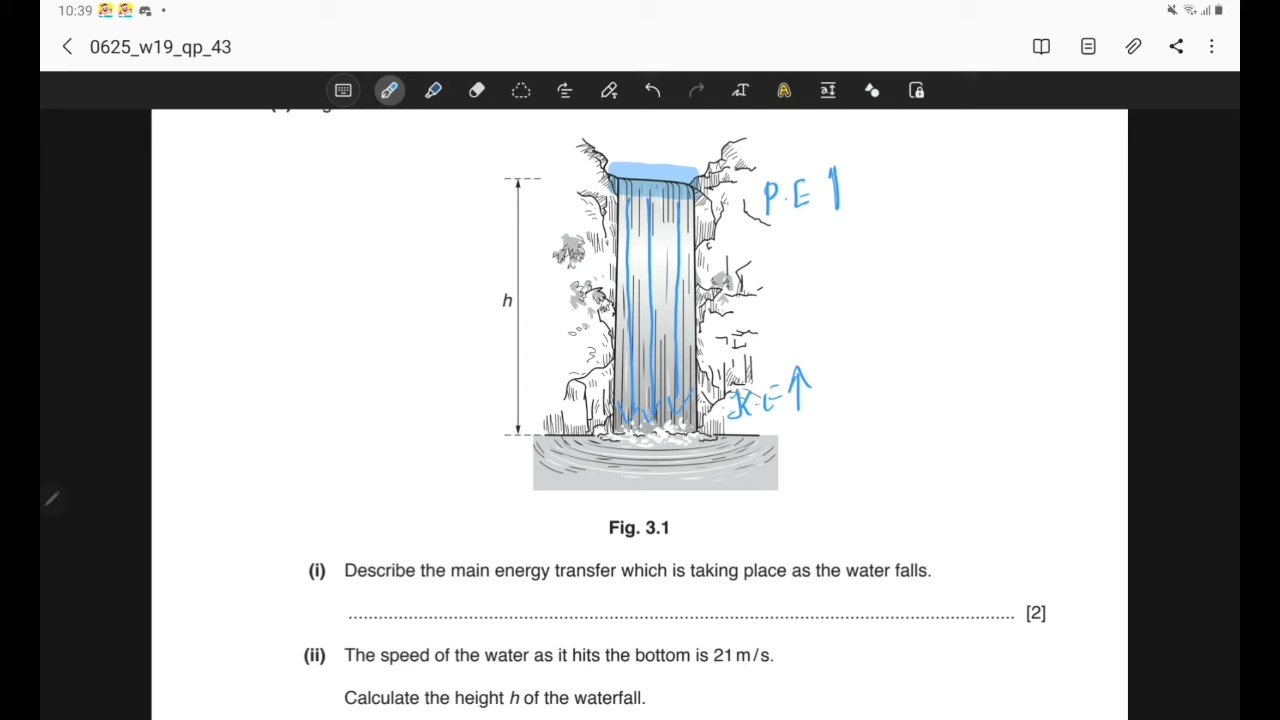 10:39
0625_w19_qp_43
P.E
h
K.E
Fig. 3.1
(i) Describe the main energy transfer which is taking place as the water falls.
[2]
(ii) The speed of the water as it hits the bottom is 21 m/s.
Calculate the height h of the waterfall.